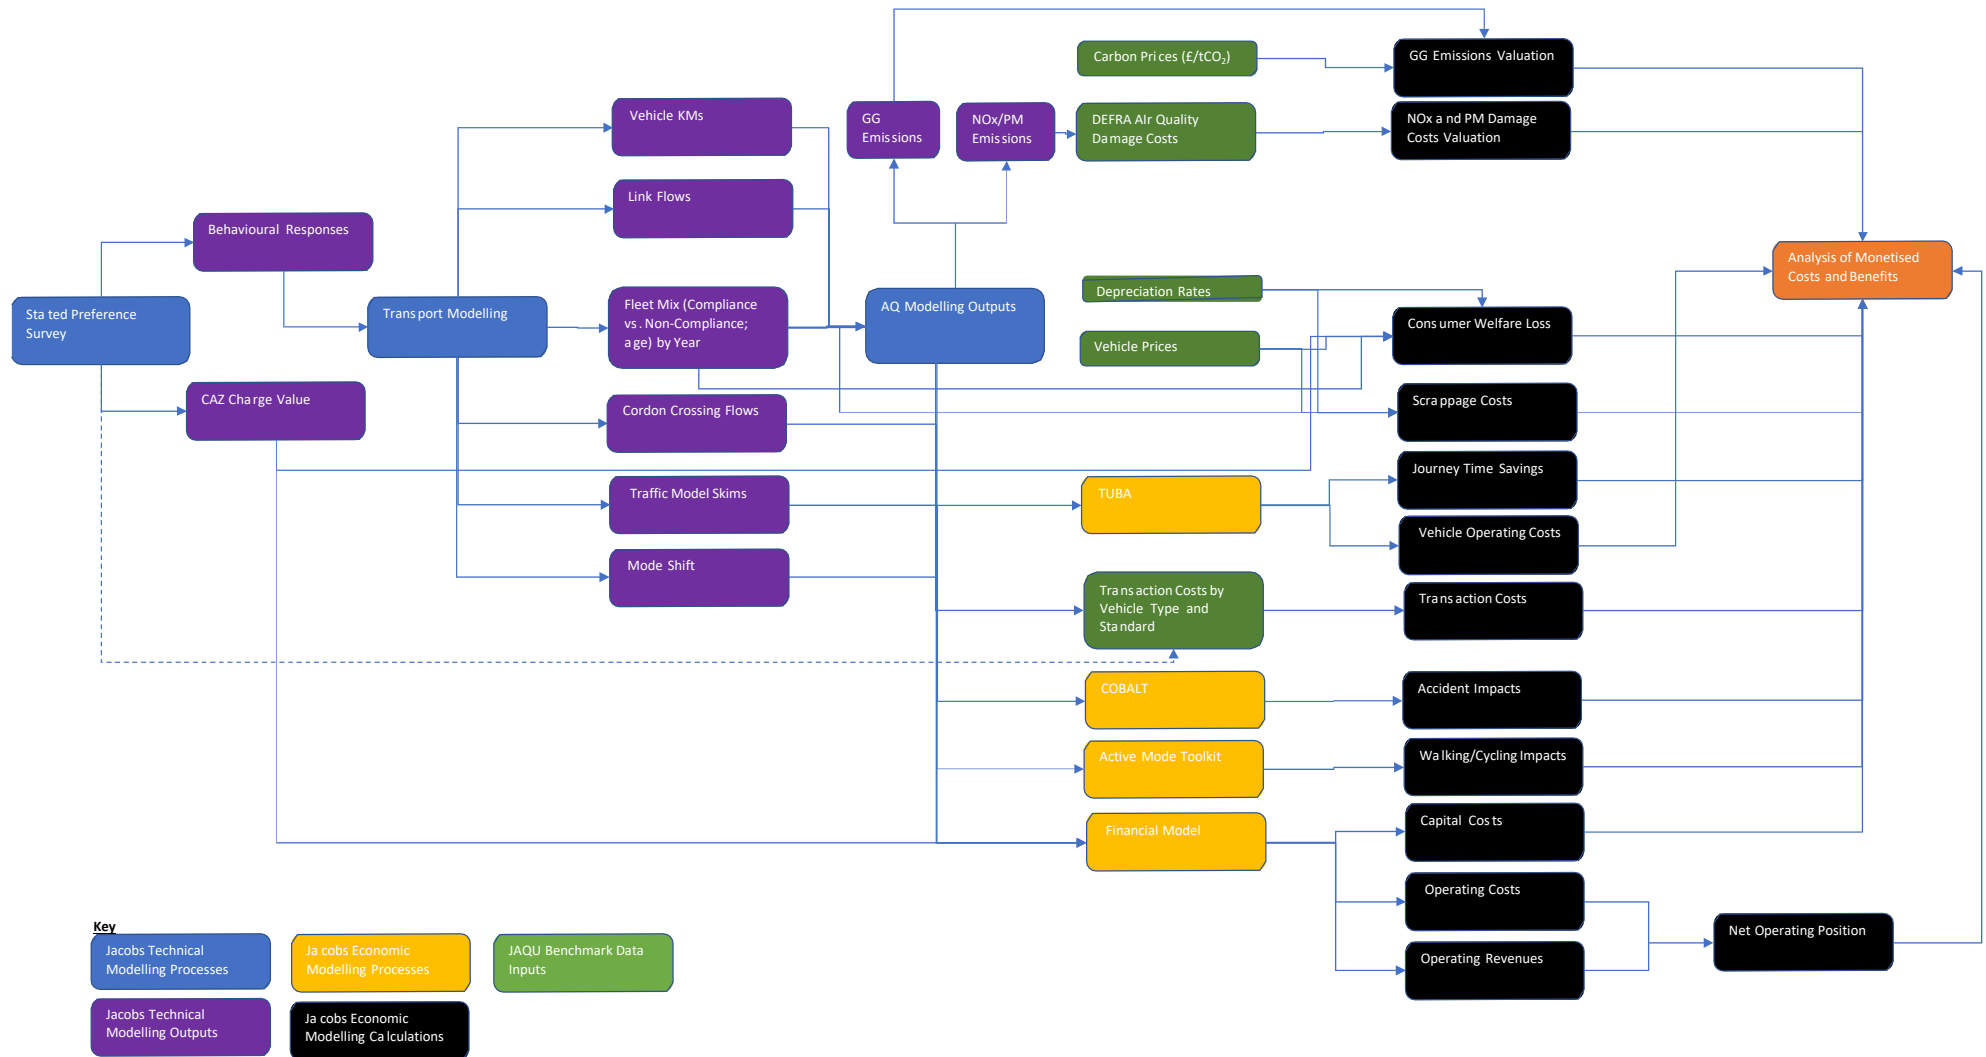 Carbon Prices (£/tCO₂)
GG Emissions Valuation
Vehicle KMs
GG
Emissions
NOx/PM
Emissions
DEFRA AIr Quality
Damage Costs
NOx and PM Damage
Costs Valuation
Link Flows
Behavioural Responses
Analysis of Monetised
Costs and Benefits
Stated Preference
Survey
Transport Modelling
Fleet Mix (Compliance
vs. Non-Compliance;
age) by Year
AQ Modelling Outputs
Depreciation Rates
Consumer Welfare Loss
Vehicle Prices
CAZ Charge Value
Cordon Crossing Flows
Scrappage Costs
Traffic Model Skims
TUBA
Journey Time Savings
Vehicle Operating Costs
Mode Shift
Transaction Costs by
Vehicle Type and
Standard
Transaction Costs
COBALT
Accident Impacts
Active Mode Toolkit
Walking/Cycling Impacts
Financial Model
Capital Costs
Operating Costs
Net Operating Position
Operating Revenues
Key
Jacobs Technical
Modelling Processes
Jacobs Economic
Modelling Processes
JAQU Benchmark Data
Inputs
Jacobs Technical
Modelling Outputs
Jacobs Economic
Modelling Calculations